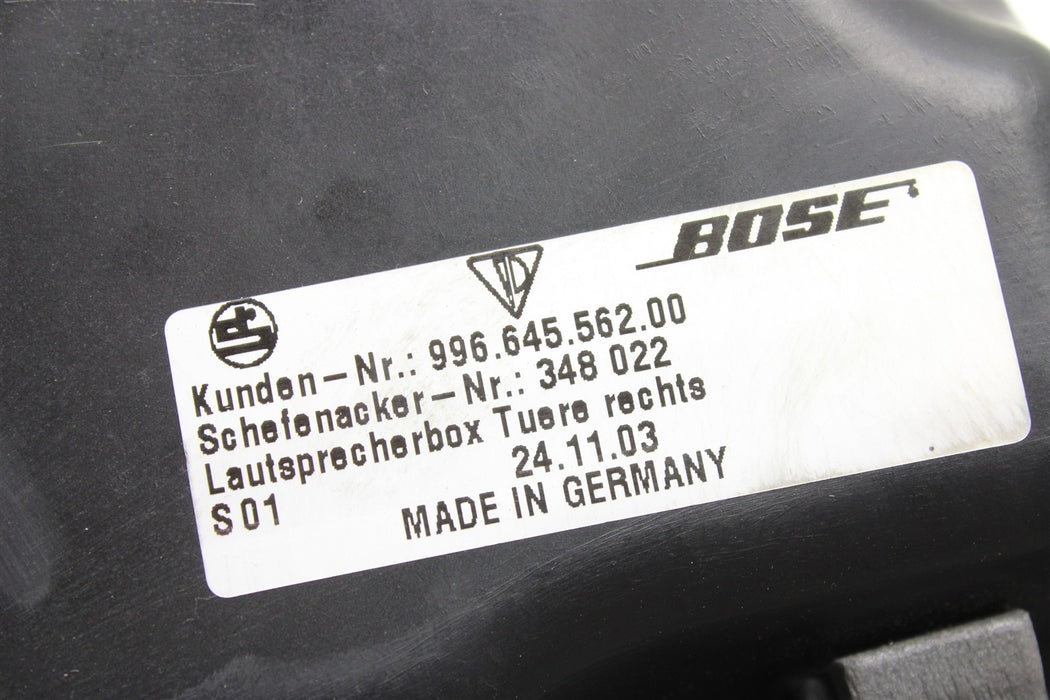 BOSE
Kunden-Nr.: 996.645.562.00
Schefenacker-Nr.: 348 022
Lautsprecherbox Tuere rechts
24.11.03
S01
MADE IN GERMANY